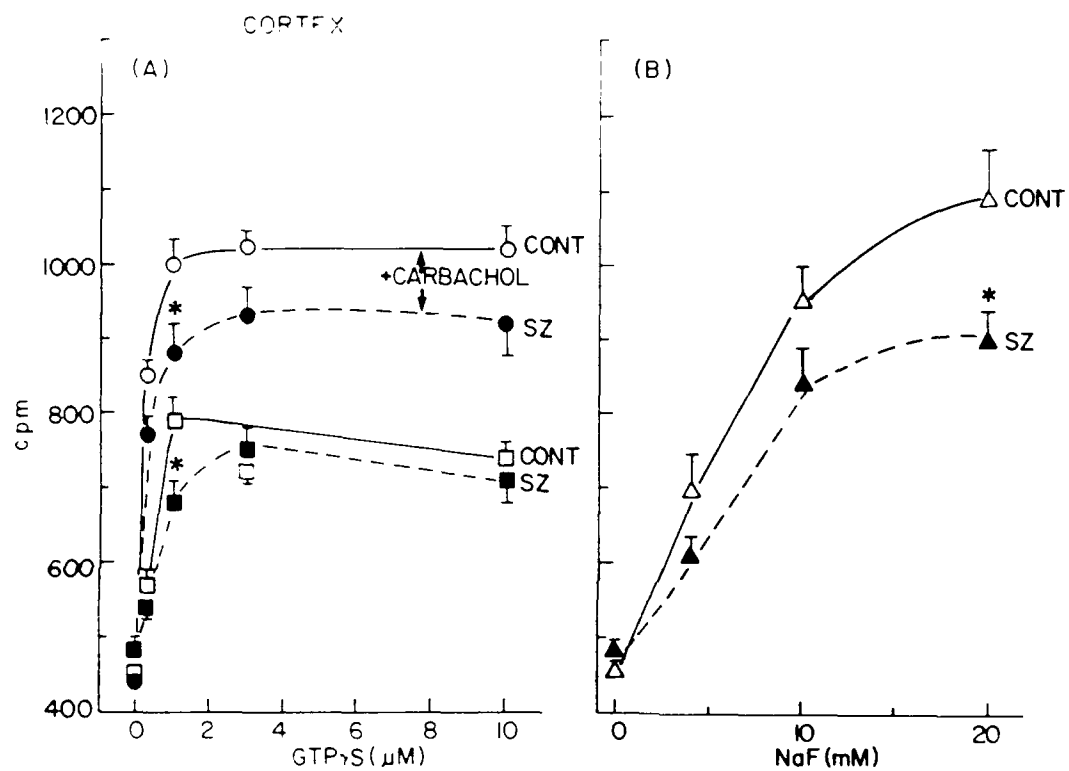 CORTEX
(A)
(B)
1200
1000
800
600
400
cpm
CONT
+CARBACHOL
*
SZ
CONT
*
SZ
0 2 4 6 8 10
GTPγS(μM)
CONT
*
SZ
0 10 20
NaF(mM)